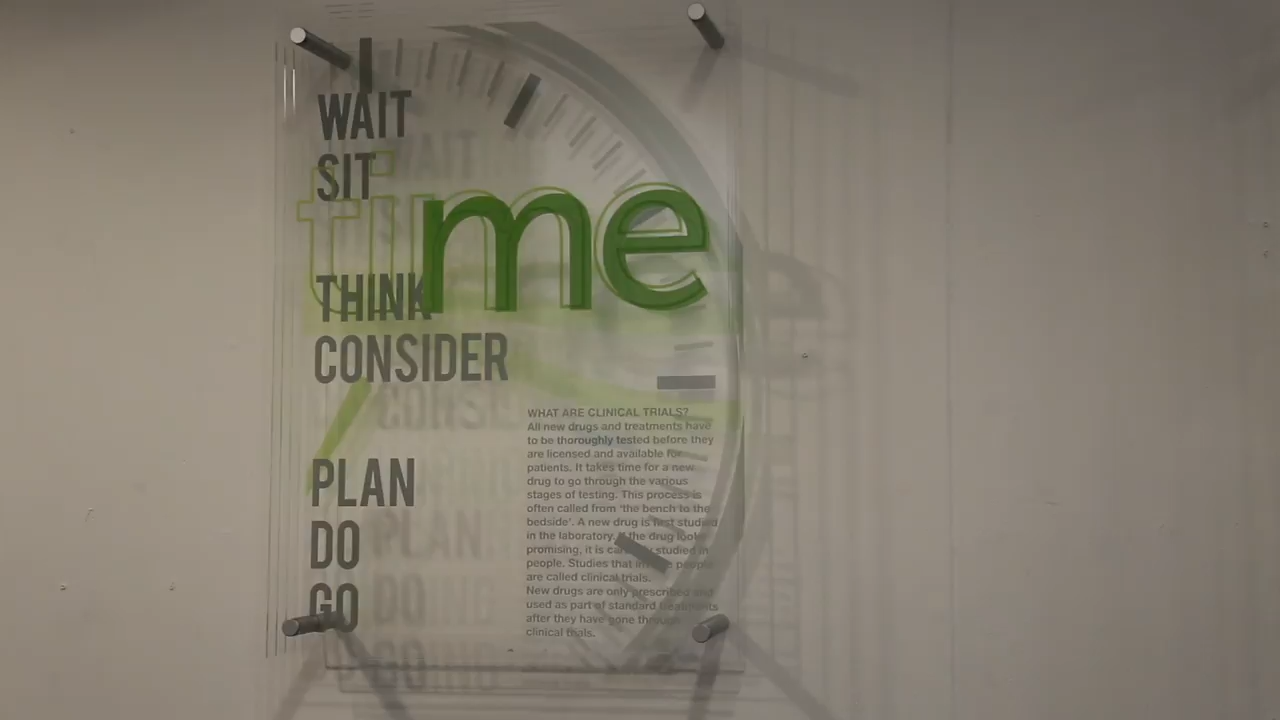 WAIT
SIT
time
THINK
CONSIDER
PLAN
DO
GO
WHAT ARE CLINICAL TRIALS?
All new drugs and treatments have
to be thoroughly tested before they
are licensed and available for
patients. It takes time for a new
drug to go through the various
stages of testing. This process is
often called from 'the bench to the
bedside'. A new drug is first studied
in the laboratory. If the drug looks
promising, it is carefully studied in
people. Studies that involve people
are called clinical trials.
New drugs are only prescribed and
used as part of standard treatments
after they have gone through
clinical trials.